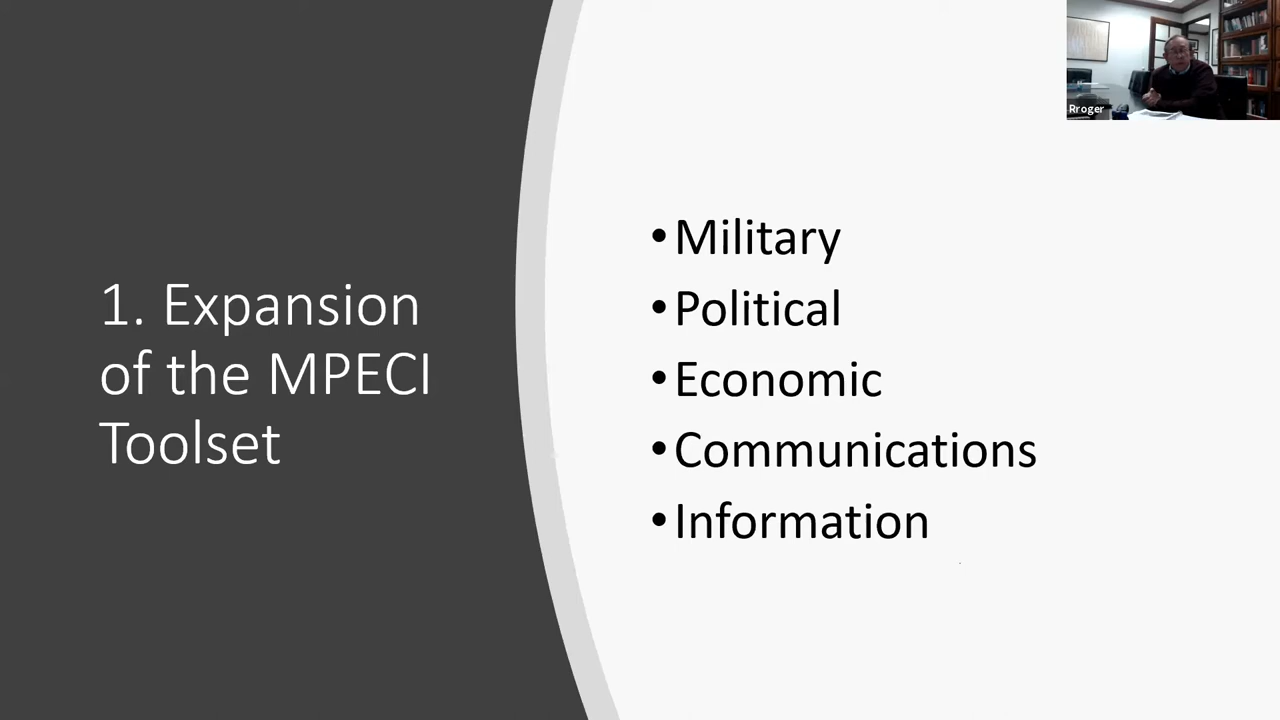 Rroger
1. Expansion
of the MPECI
Toolset
•Military
•Political
•Economic
•Communications
•Information